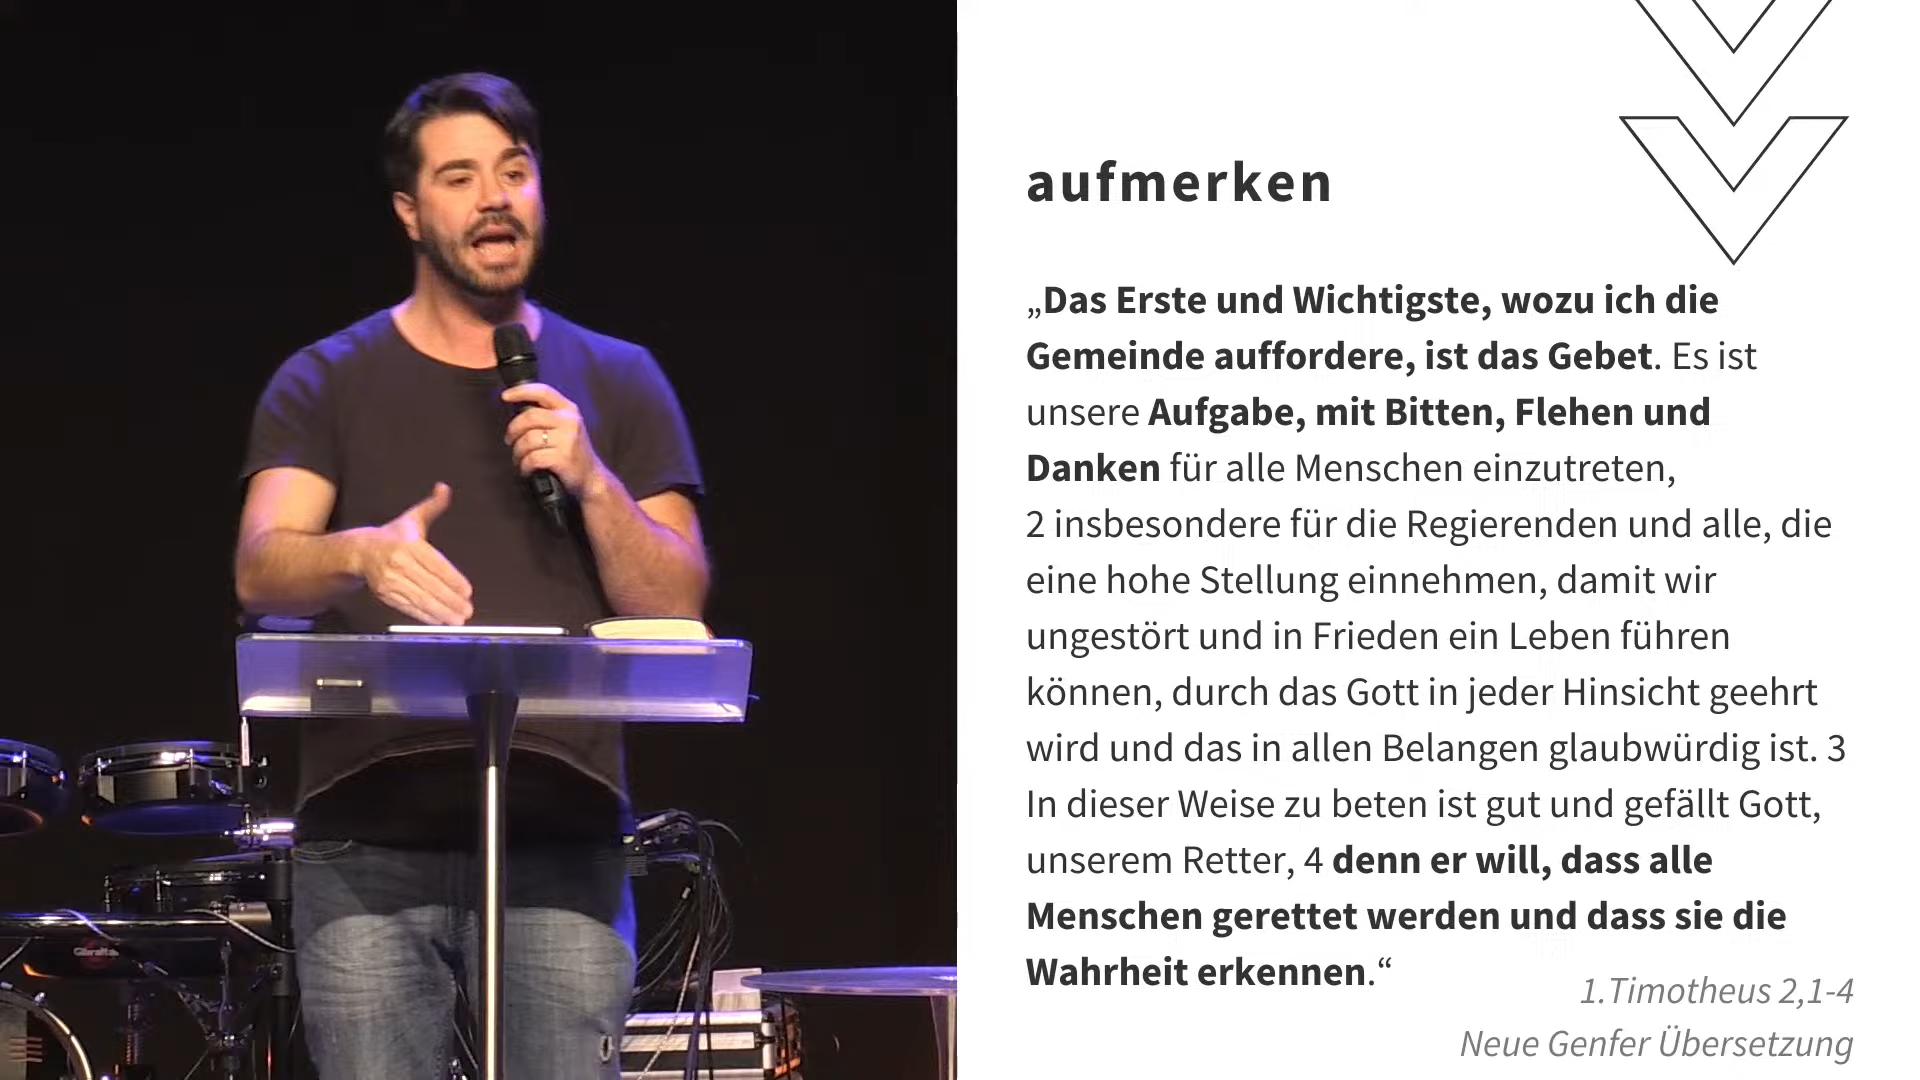 aufmerken
„Das Erste und Wichtigste, wozu ich die
Gemeinde auffordere, ist das Gebet. Es ist
unsere Aufgabe, mit Bitten, Flehen und
Danken für alle Menschen einzutreten,
2 insbesondere für die Regierenden und alle, die
eine hohe Stellung einnehmen, damit wir
ungestört und in Frieden ein Leben führen
können, durch das Gott in jeder Hinsicht geehrt
wird und das in allen Belangen glaubwürdig ist. 3
In dieser Weise zu beten ist gut und gefällt Gott,
unserem Retter, 4 denn er will, dass alle
Menschen gerettet werden und dass sie die
Wahrheit erkennen.“
1.Timotheus 2,1-4
Neue Genfer Übersetzung
Gibraltar